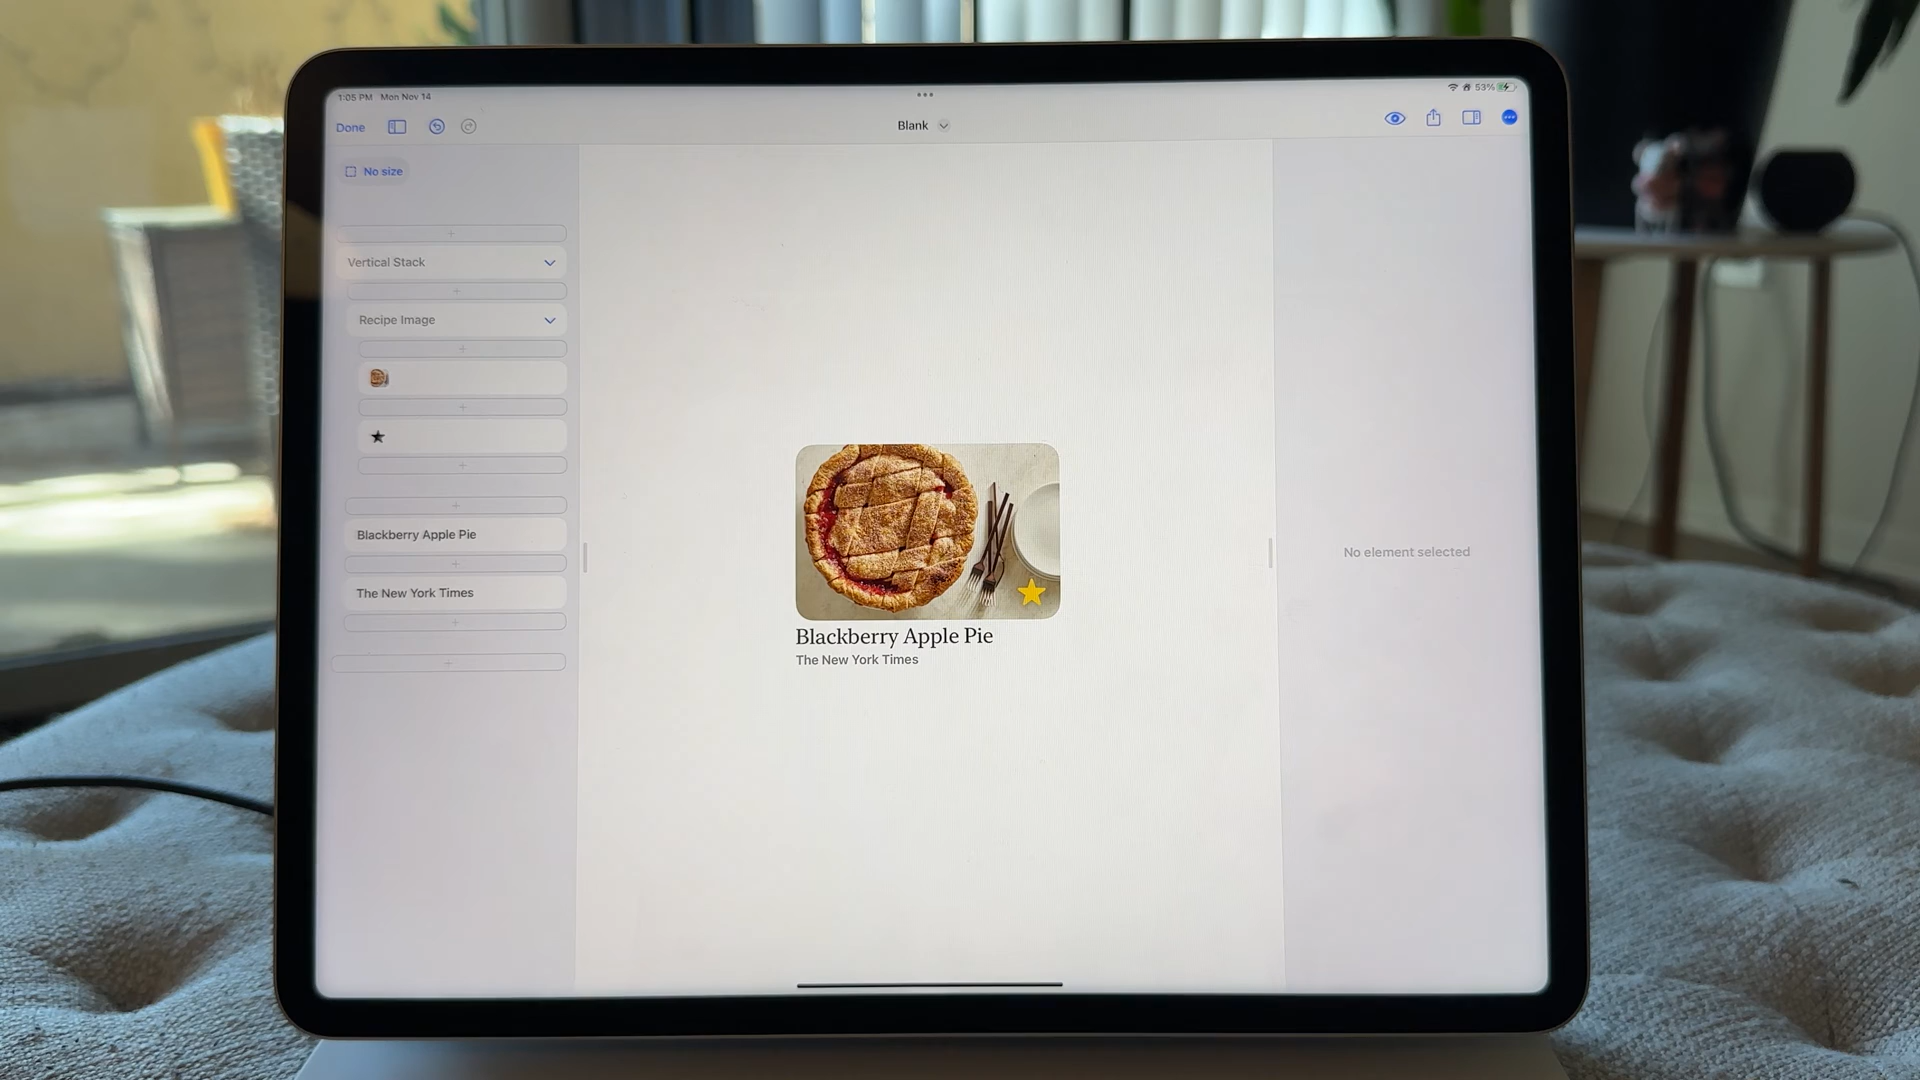 1:05 PM Mon Nov 14
53%
Done
Blank
No size
Vertical Stack
Recipe Image
Blackberry Apple Pie
The New York Times
Blackberry Apple Pie
The New York Times
No element selected